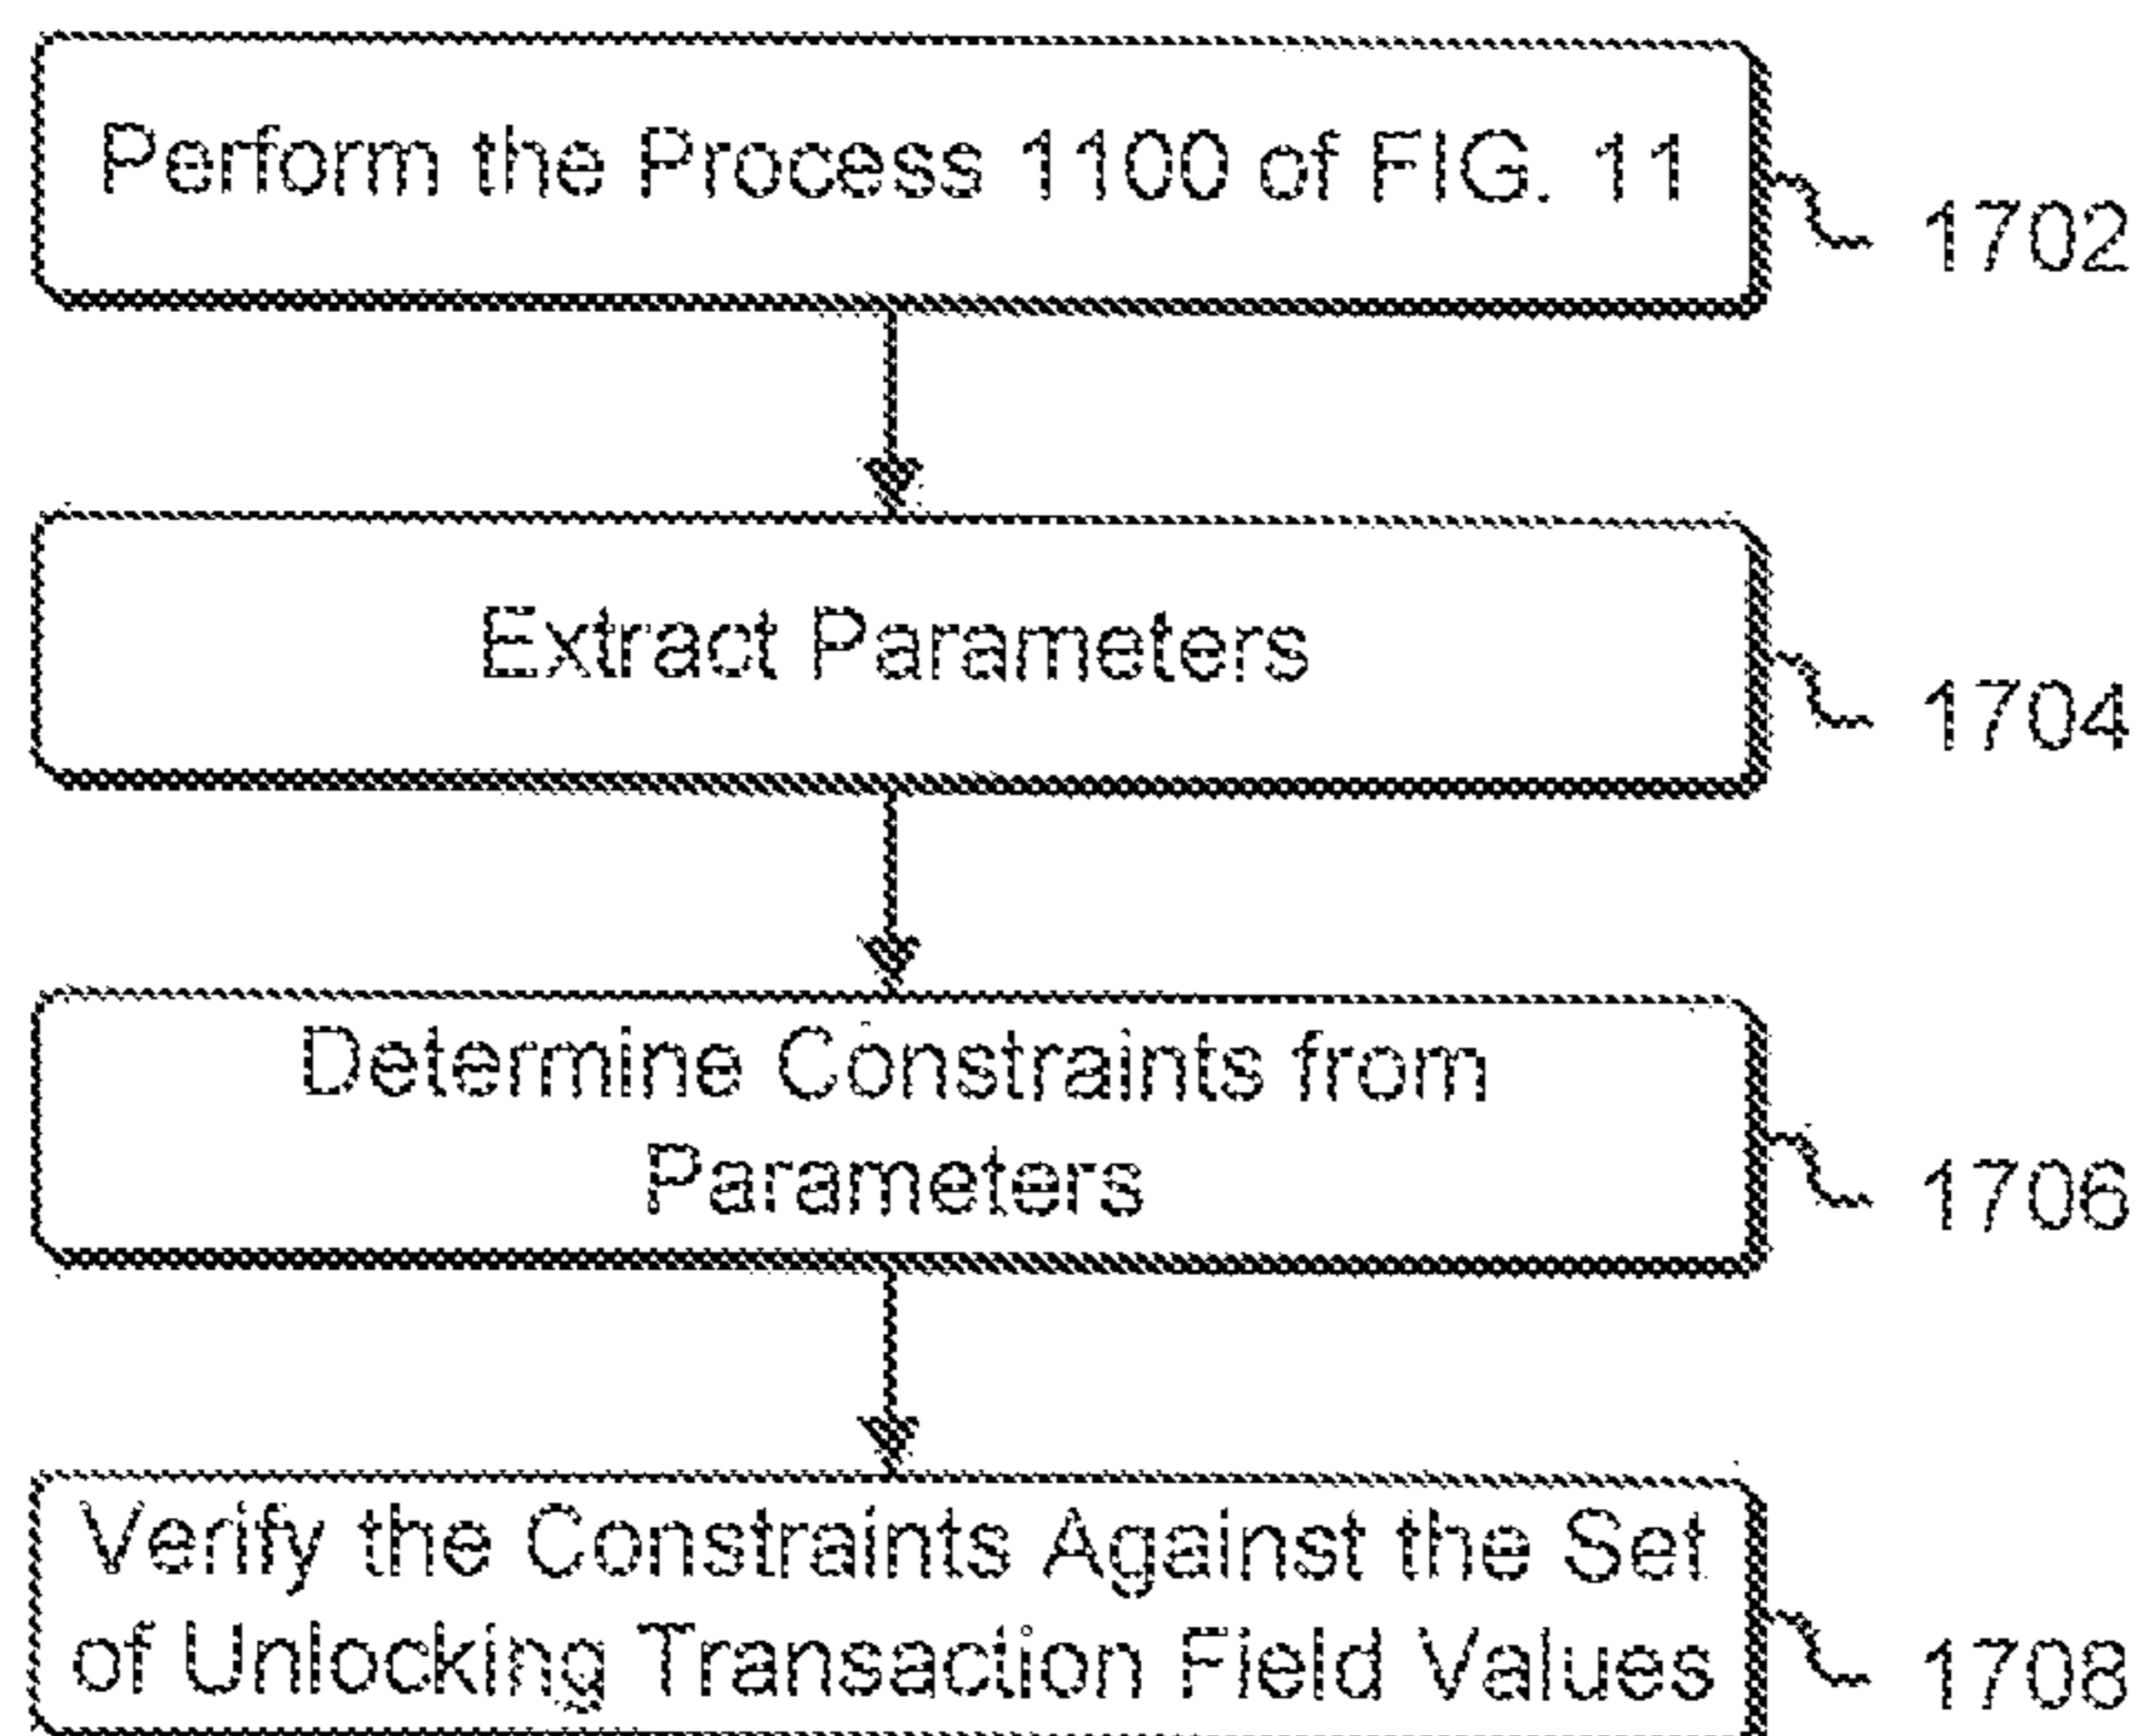 Perform the Process 1100 of FIG. 11
1702
Extract Parameters
1704
Determine Constraints from
Parameters
1706
Verify the Constraints Against the Set
of Unlocking Transaction Field Values
1708